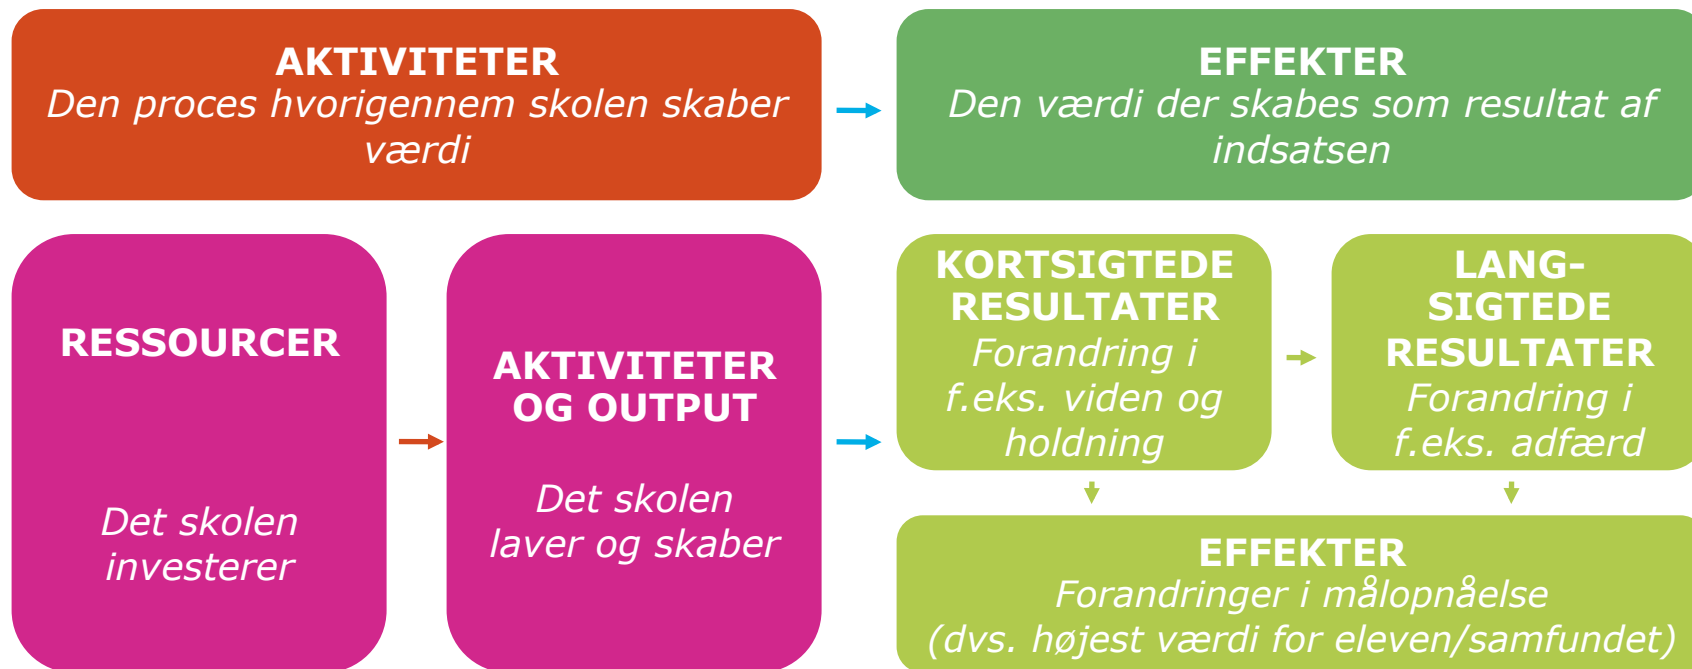 AKTIVITETER
Den proces hvorigennem skolen skaber
værdi
EFFEKTER
Den værdi der skabes som resultat af
indsatsen
RESSOURCER
Det skolen
investerer
AKTIVITETER
OG OUTPUT
Det skolen
laver og skaber
KORTSIGTEDE
RESULTATER
Forandring i
f.eks. viden og
holdning
LANG-
SIGTEDE
RESULTATER
Forandring i
f.eks. adfærd
EFFEKTER
Forandringer i målopnåelse
(dvs. højest værdi for eleven/samfundet)